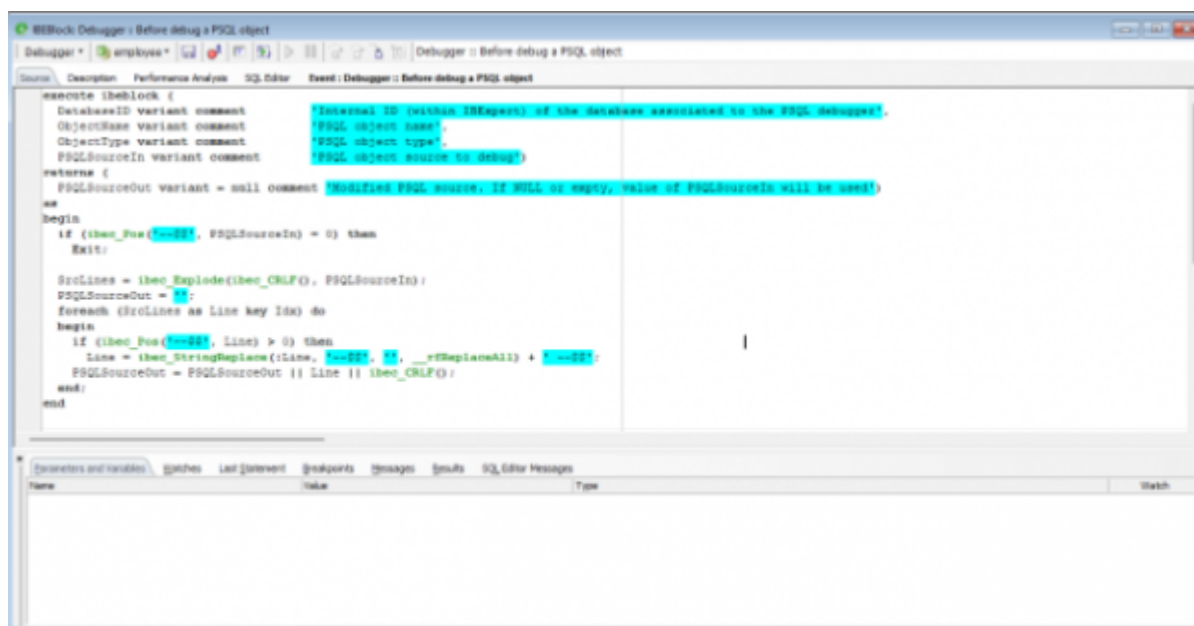 IBEBlock: Debugger :: Before debug a PSQL object
Debugger employee Debugger :: Before debug a PSQL object
Source Description Performance Analysis SQL Editor Event : Debugger :: Before debug a PSQL object
execute ibeblock (
DatabaseID variant comment 'Internal ID (within IBExpert) of the database associated to the PSQL debugger',
ObjectName variant comment 'PSQL object name',
ObjectType variant comment 'PSQL object type',
PSQLSourceIn variant comment 'PSQL object source to debug')
returns (
PSQLSourceOut variant = null comment 'Modified PSQL source. If NULL or empty, value of PSQLSourceIn will be used')
as
begin
if (ibec_Pos('--$$', PSQLSourceIn) = 0) then
Exit;
SrcLines = ibec_Explode(ibec_CRLF(), PSQLSourceIn);
PSQLSourceOut = '';
foreach (SrcLines as Line key Idx) do
begin
if (ibec_Pos('--$$', Line) > 0) then
Line = ibec_StringReplace(:Line, '--$$', '', __rfReplaceAll) + ' --$$';
PSQLSourceOut = PSQLSourceOut || Line || ibec_CRLF();
end;
end
Parameters and Variables Watches Last Statement Breakpoints Messages Results SQL Editor Messages
Name Value Type Watch